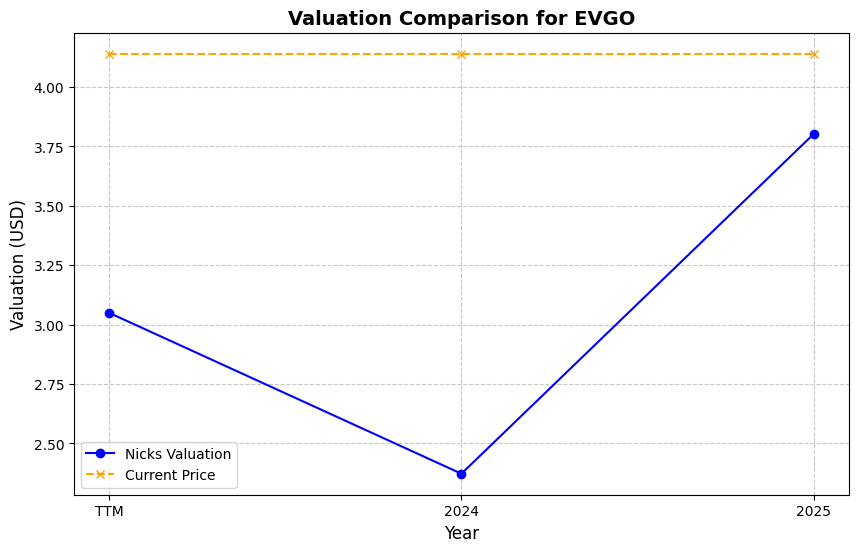 Valuation Comparison for EVGO
Valuation (USD)
4.00
3.75
3.50
3.25
3.00
2.75
2.50
Nicks Valuation
Current Price
TTM
2024
2025
Year